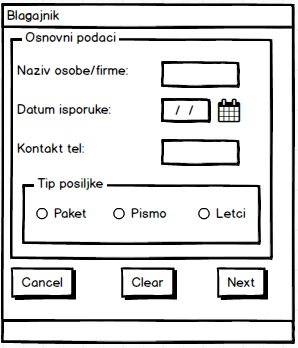 Blagajnik
Osnovni podaci
Naziv osobe/firme:
Datum isporuke: / /
Kontakt tel:
Tip posiljke
Paket Pismo Letci
Cancel Clear Next